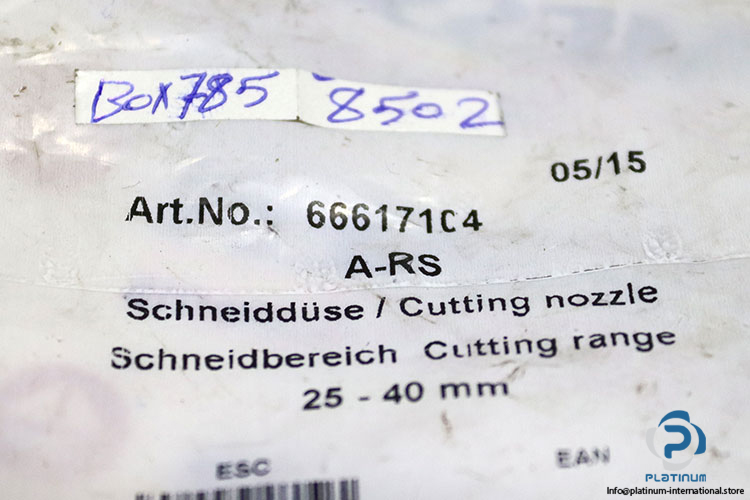 Box785 8502
05/15
Art.No.: 66617104
A-RS
Schneiddüse / Cutting nozzle
Schneidbereich Cutting range
25 - 40 mm
ESC EAN
PLATINUM
Info@platinum-international.store